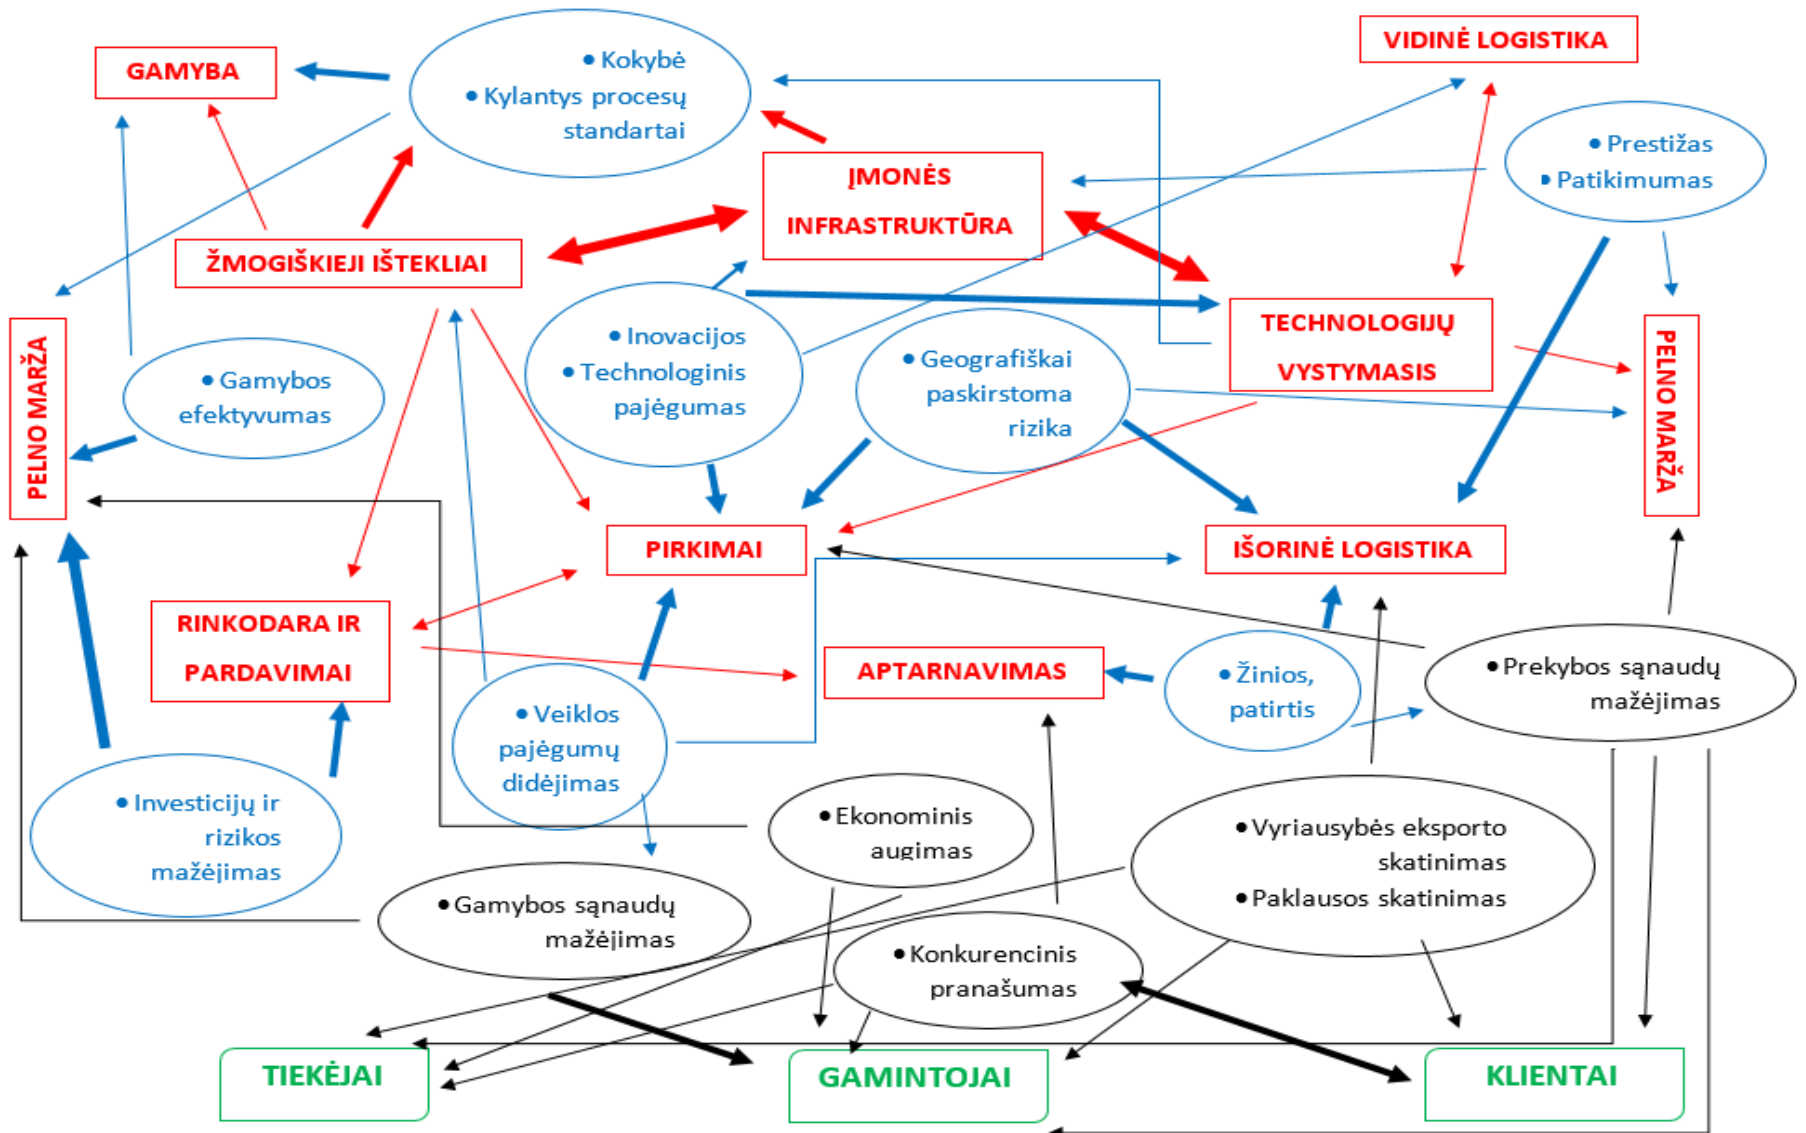 VIDINĖ LOGISTIKA
GAMYBA
• Kokybė
• Kylantys procesų
standartai
• Prestižas
• Patikimumas
ĮMONĖS
INFRASTRUKTŪRA
ŽMOGIŠKIEJI IŠTEKLIAI
TECHNOLOGIJŲ
VYSTYMASIS
PELNO MARŽA
• Gamybos
efektyvumas
• Inovacijos
• Technologinis
pajėgumas
• Geografiškai
paskirstoma
rizika
PELNO MARŽA
PIRKIMAI
IŠORINĖ LOGISTIKA
RINKODARA IR
PARDAVIMAI
APTARNAVIMAS
• Žinios,
patirtis
• Prekybos sąnaudų
mažėjimas
• Veiklos
pajėgumų
didėjimas
• Investicijų ir
rizikos
mažėjimas
• Ekonominis
augimas
• Vyriausybės eksporto
skatinimas
• Paklausos skatinimas
• Gamybos sąnaudų
mažėjimas
• Konkurencinis
pranašumas
TIEKĖJAI
GAMINTOJAI
KLIENTAI